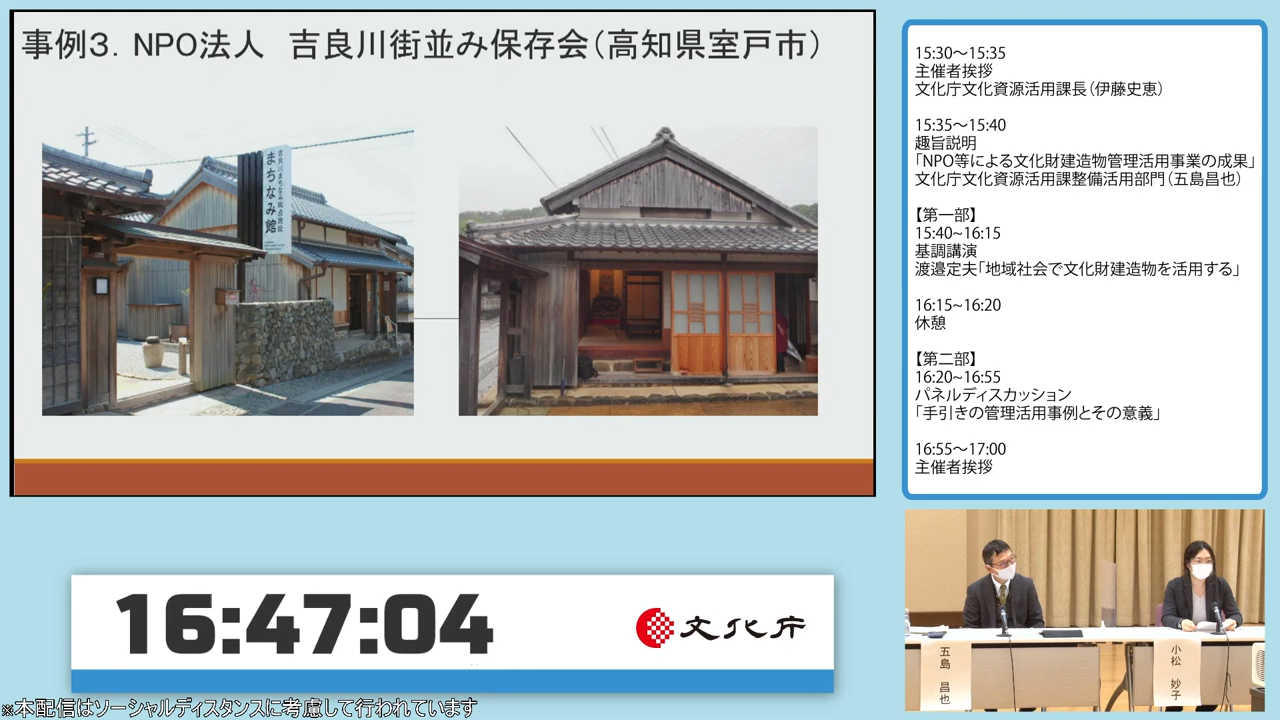 事例３．NPO法人　吉良川街並み保存会（高知県室戸市）
まちなみ館
15:30～15:35
主催者挨拶
文化庁文化資源活用課長（伊藤史恵）
15:35～15:40
趣旨説明
「NPO等による文化財建造物管理活用事業の成果」
文化庁文化資源活用課整備活用部門（五島昌也）
【第一部】
15:40～16:15
基調講演
渡邉定夫「地域社会で文化財建造物を活用する」
16:15~16:20
休憩
【第二部】
16:20~16:55
パネルディスカッション
「手引きの管理活用事例とその意義」
16:55～17:00
主催者挨拶
16:47:04
文化庁
五島 昌也
小松 妙子
※本配信はソーシャルディスタンスに考慮して行われています